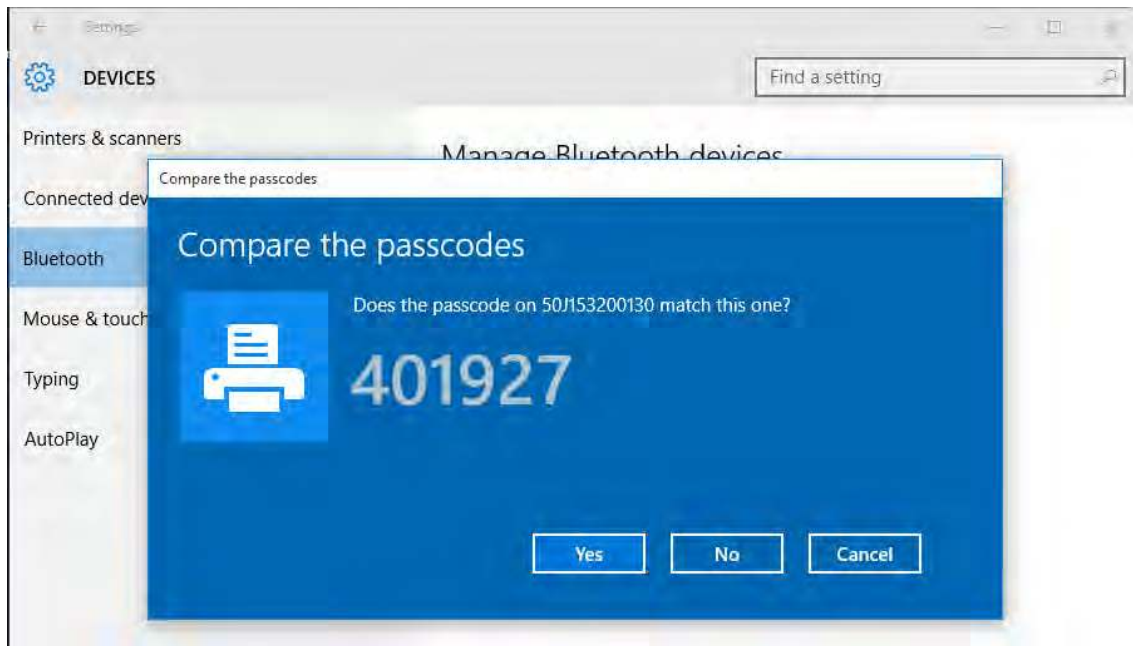 Settings
DEVICES
Find a setting
Printers & scanners
Manage Bluetooth devices
Compare the passcodes
Connected dev
Compare the passcodes
Bluetooth
Does the passcode on 50J153200130 match this one?
Mouse & touch
401927
Typing
AutoPlay
Yes
No
Cancel